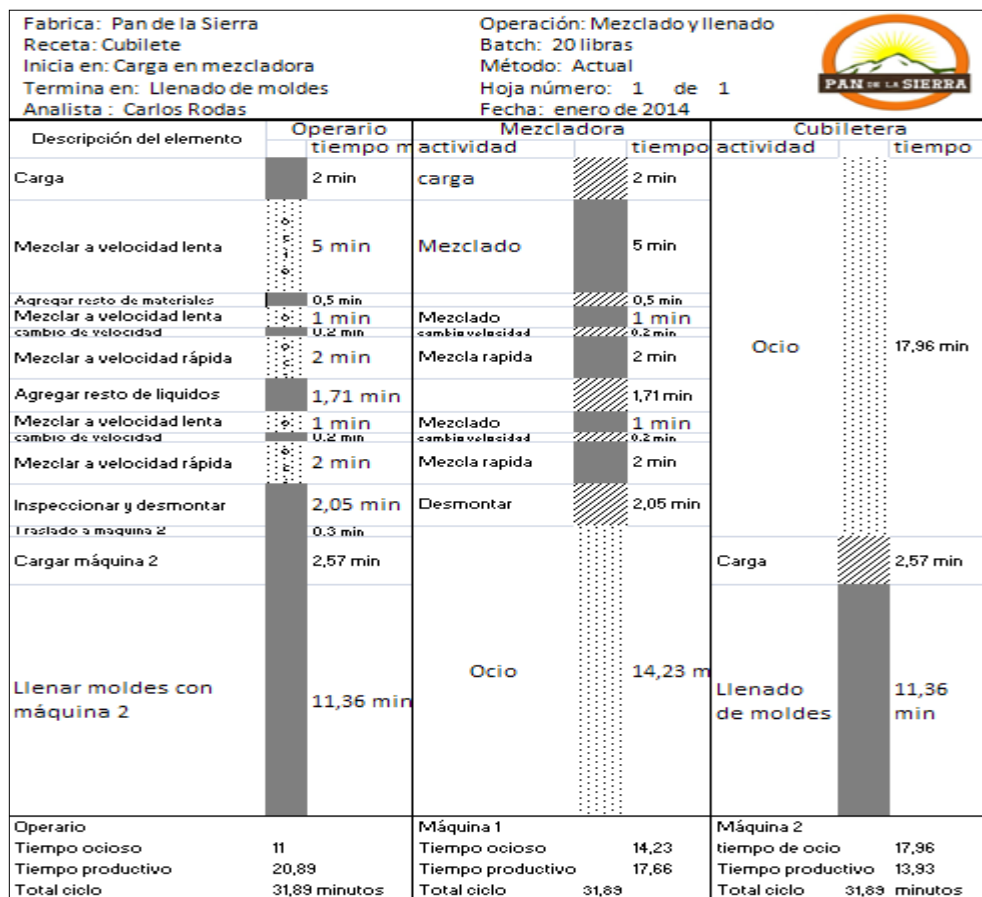 Fabrica: Pan de la Sierra Operación: Mezclado y llenado
Receta: Cubilete Batch: 20 libras
Inicia en: Carga en mezcladora Método: Actual
Termina en: Llenado de moldes Hoja número: 1 de 1
Analista : Carlos Rodas Fecha: enero de 2014
PAN DE LA SIERRA
Descripción del elemento Operario Mezcladora Cubiletera
tiempo m actividad tiempo actividad tiempo
Carga 2 min carga 2 min
Mezclar a velocidad lenta 5 min Mezclado 5 min
Agregar resto de materiales 0,5 min 0,5 min
Mezclar a velocidad lenta 1 min Mezclado 1 min
cambio de velocidad 0.2 min cambio velocidad 0.2 min
Mezclar a velocidad rápida 2 min Mezcla rapida 2 min Ocio 17,96 min
Agregar resto de liquidos 1,71 min 1,71 min
Mezclar a velocidad lenta 1 min Mezclado 1 min
cambio de velocidad 0.2 min cambio velocidad 0.2 min
Mezclar a velocidad rápida 2 min Mezcla rapida 2 min
Inspeccionar y desmontar 2,05 min Desmontar 2,05 min
Traslado a maquina 2 0.3 min
Cargar máquina 2 2,57 min Carga 2,57 min
Ocio 14,23 m
Llenar moldes con máquina 2 11,36 min Llenado de moldes 11,36 min
Operario Máquina 1 Máquina 2
Tiempo ocioso 11 Tiempo ocioso 14,23 tiempo de ocio 17,96
Tiempo productivo 20,89 Tiempo productivo 17,66 Tiempo productivo 13,93
Total ciclo 31,89 minutos Total ciclo 31,89 Total ciclo 31,89 minutos